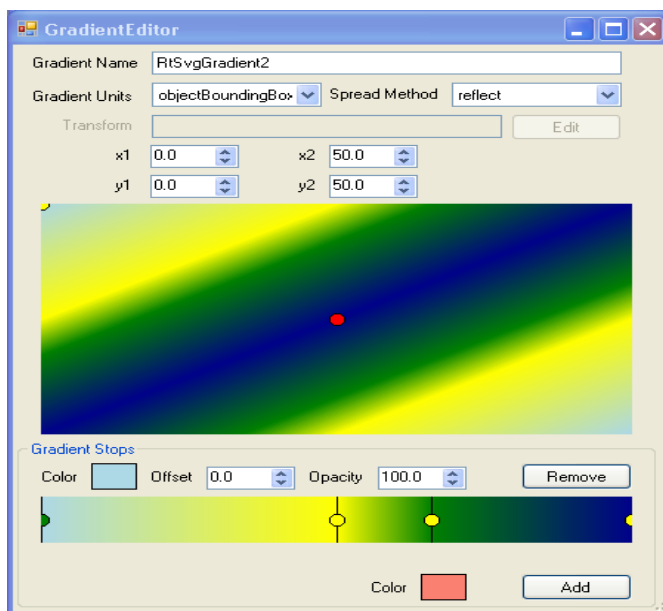 GradientEditor
Gradient Name RtSvgGradient2
Gradient Units objectBoundingBox Spread Method reflect
Transform Edit
x1 0.0 x2 50.0
y1 0.0 y2 50.0
Gradient Stops
Color Offset 0.0 Opacity 100.0 Remove
Color Add